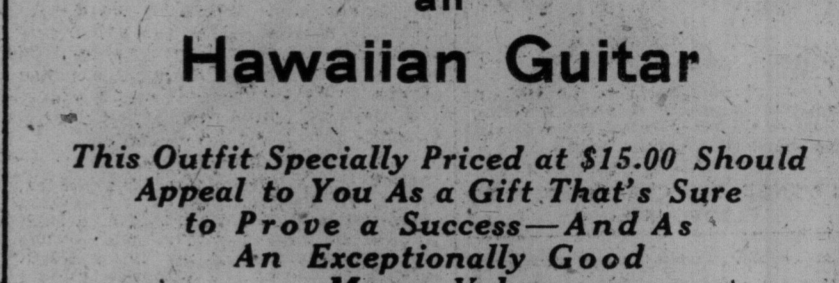 an
Hawaiian Guitar
This Outfit Specially Priced at $15.00 Should
Appeal to You As a Gift That's Sure
to Prove a Success—And As
An Exceptionally Good